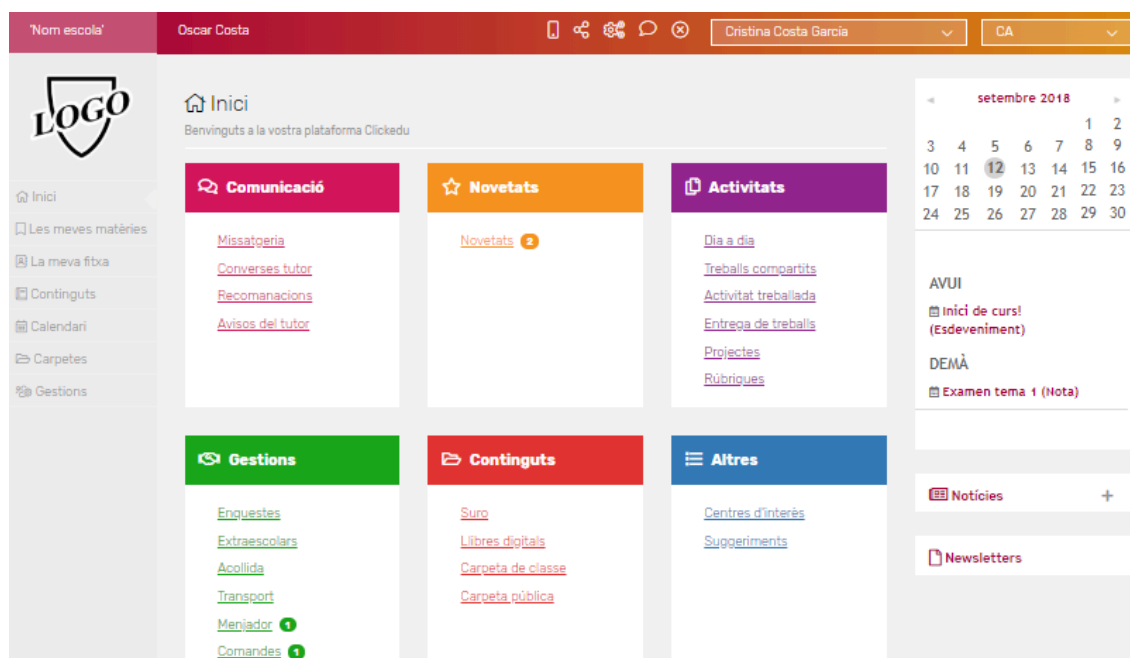 'Nom escola'
Oscar Costa
Cristina Costa García
CA
LOGO
Inici
Les meves matèries
La meva fitxa
Continguts
Calendari
Carpetes
Gestions
Inici
Benvinguts a la vostra plataforma Clickedu
Comunicació
Missatgeria
Converses tutor
Recomanacions
Avisos del tutor
Novetats
Novetats 2
Activitats
Dia a dia
Treballs compartits
Activitat treballada
Entrega de treballs
Projectes
Rúbriques
Gestions
Enquestes
Extraescolars
Acollida
Transport
Menjador 1
Comandes 1
Continguts
Suro
Llibres digitals
Carpeta de classe
Carpeta pública
Altres
Centres d'interès
Suggeriments
setembre 2018
1 2
3 4 5 6 7 8 9
10 11 12 13 14 15 16
17 18 19 20 21 22 23
24 25 26 27 28 29 30
AVUI
Inici de curs!
(Esdeveniment)
DEMÀ
Examen tema 1 (Nota)
Notícies +
Newsletters